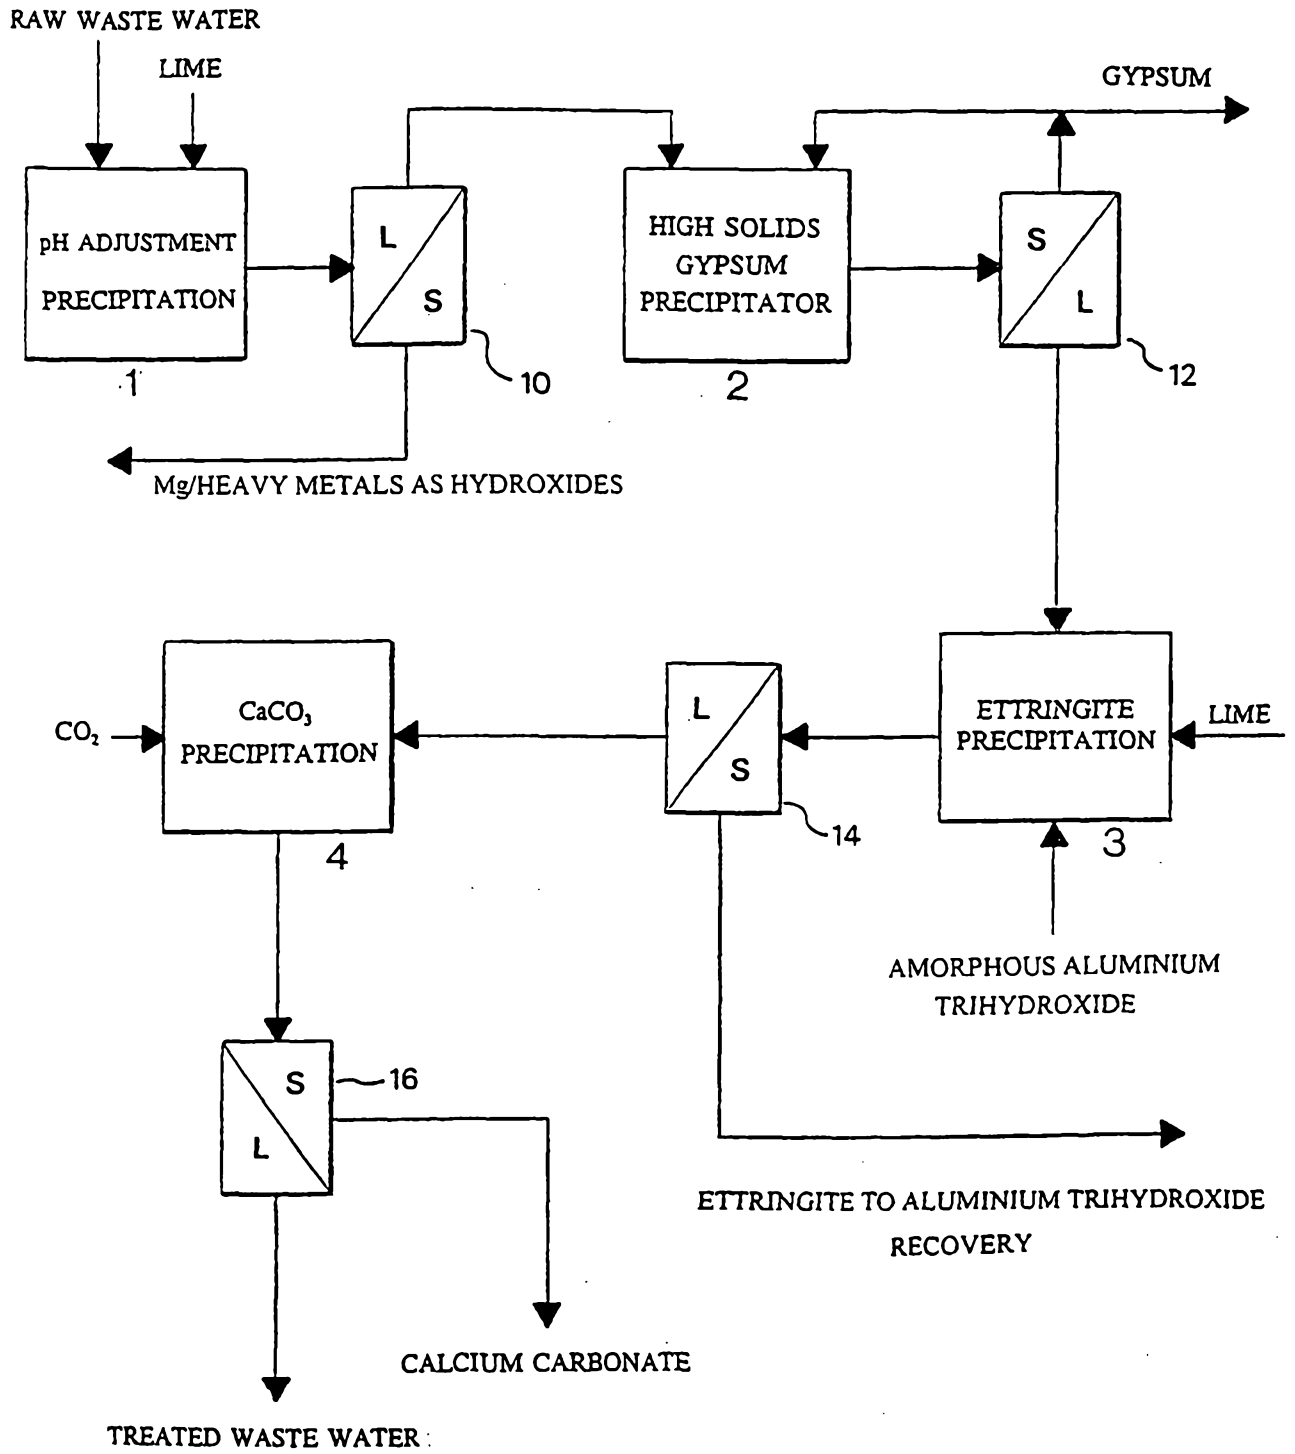 RAW WASTE WATER
LIME
GYPSUM
pH ADJUSTMENT
PRECIPITATION
1
L
S
10
HIGH SOLIDS
GYPSUM
PRECIPITATOR
2
S
L
12
Mg/HEAVY METALS AS HYDROXIDES
CO₂
CaCO₃
PRECIPITATION
4
L
S
14
ETTRINGITE
PRECIPITATION
3
LIME
AMORPHOUS ALUMINIUM
TRIHYDROXIDE
S
L
16
ETTRINGITE TO ALUMINIUM TRIHYDROXIDE
RECOVERY
CALCIUM CARBONATE
TREATED WASTE WATER